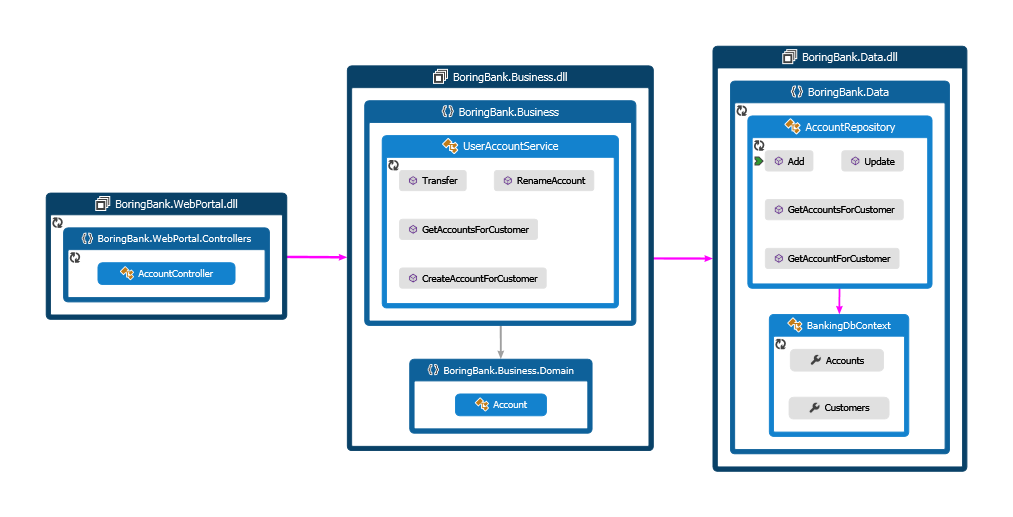 BoringBank.WebPortal.dll
BoringBank.WebPortal.Controllers
AccountController
BoringBank.Business.dll
BoringBank.Business
UserAccountService
Transfer
RenameAccount
GetAccountsForCustomer
CreateAccountForCustomer
BoringBank.Business.Domain
Account
BoringBank.Data.dll
BoringBank.Data
AccountRepository
Add
Update
GetAccountsForCustomer
GetAccountForCustomer
BankingDbContext
Accounts
Customers